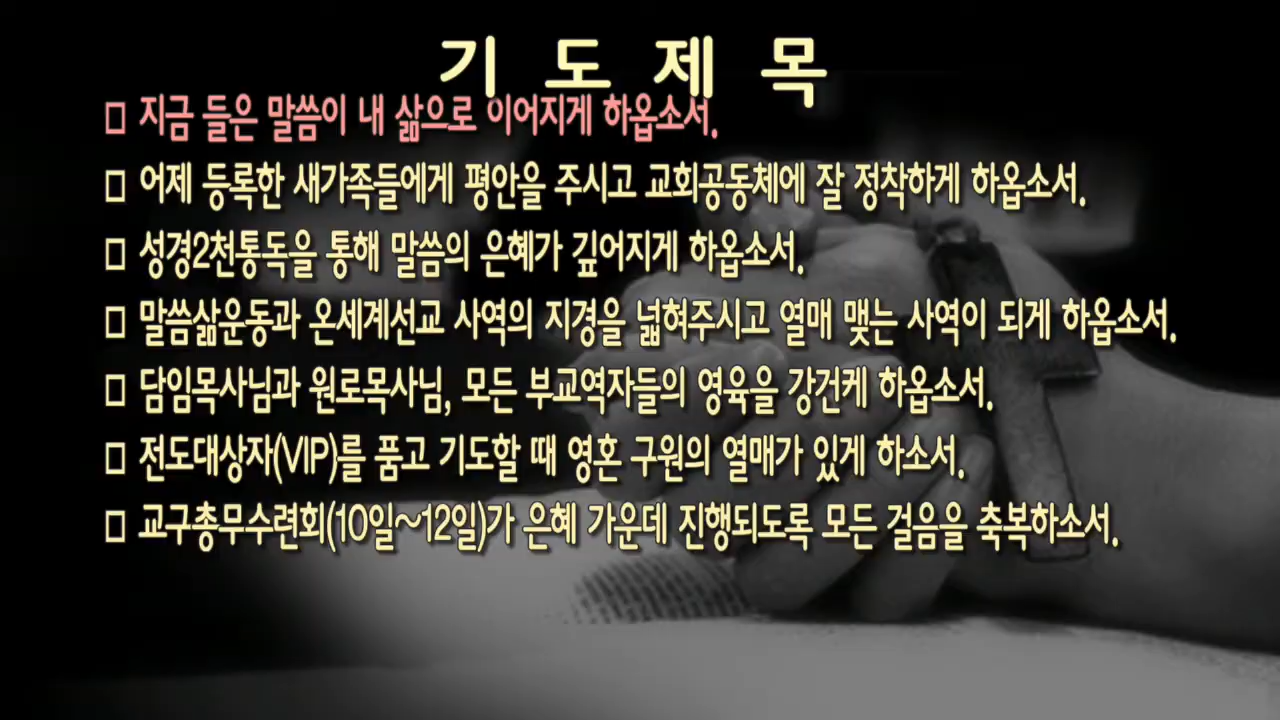 기 도 제 목
□ 지금 들은 말씀이 내 삶으로 이어지게 하옵소서.
□ 어제 등록한 새가족들에게 평안을 주시고 교회공동체에 잘 정착하게 하옵소서.
□ 성경2천통독을 통해 말씀의 은혜가 깊어지게 하옵소서.
□ 말씀삶운동과 온세계선교 사역의 지경을 넓혀주시고 열매 맺는 사역이 되게 하옵소서.
□ 담임목사님과 원로목사님, 모든 부교역자들의 영육을 강건케 하옵소서.
□ 전도대상자(VIP)를 품고 기도할 때 영혼 구원의 열매가 있게 하소서.
□ 교구총무수련회(10일~12일)가 은혜 가운데 진행되도록 모든 걸음을 축복하소서.